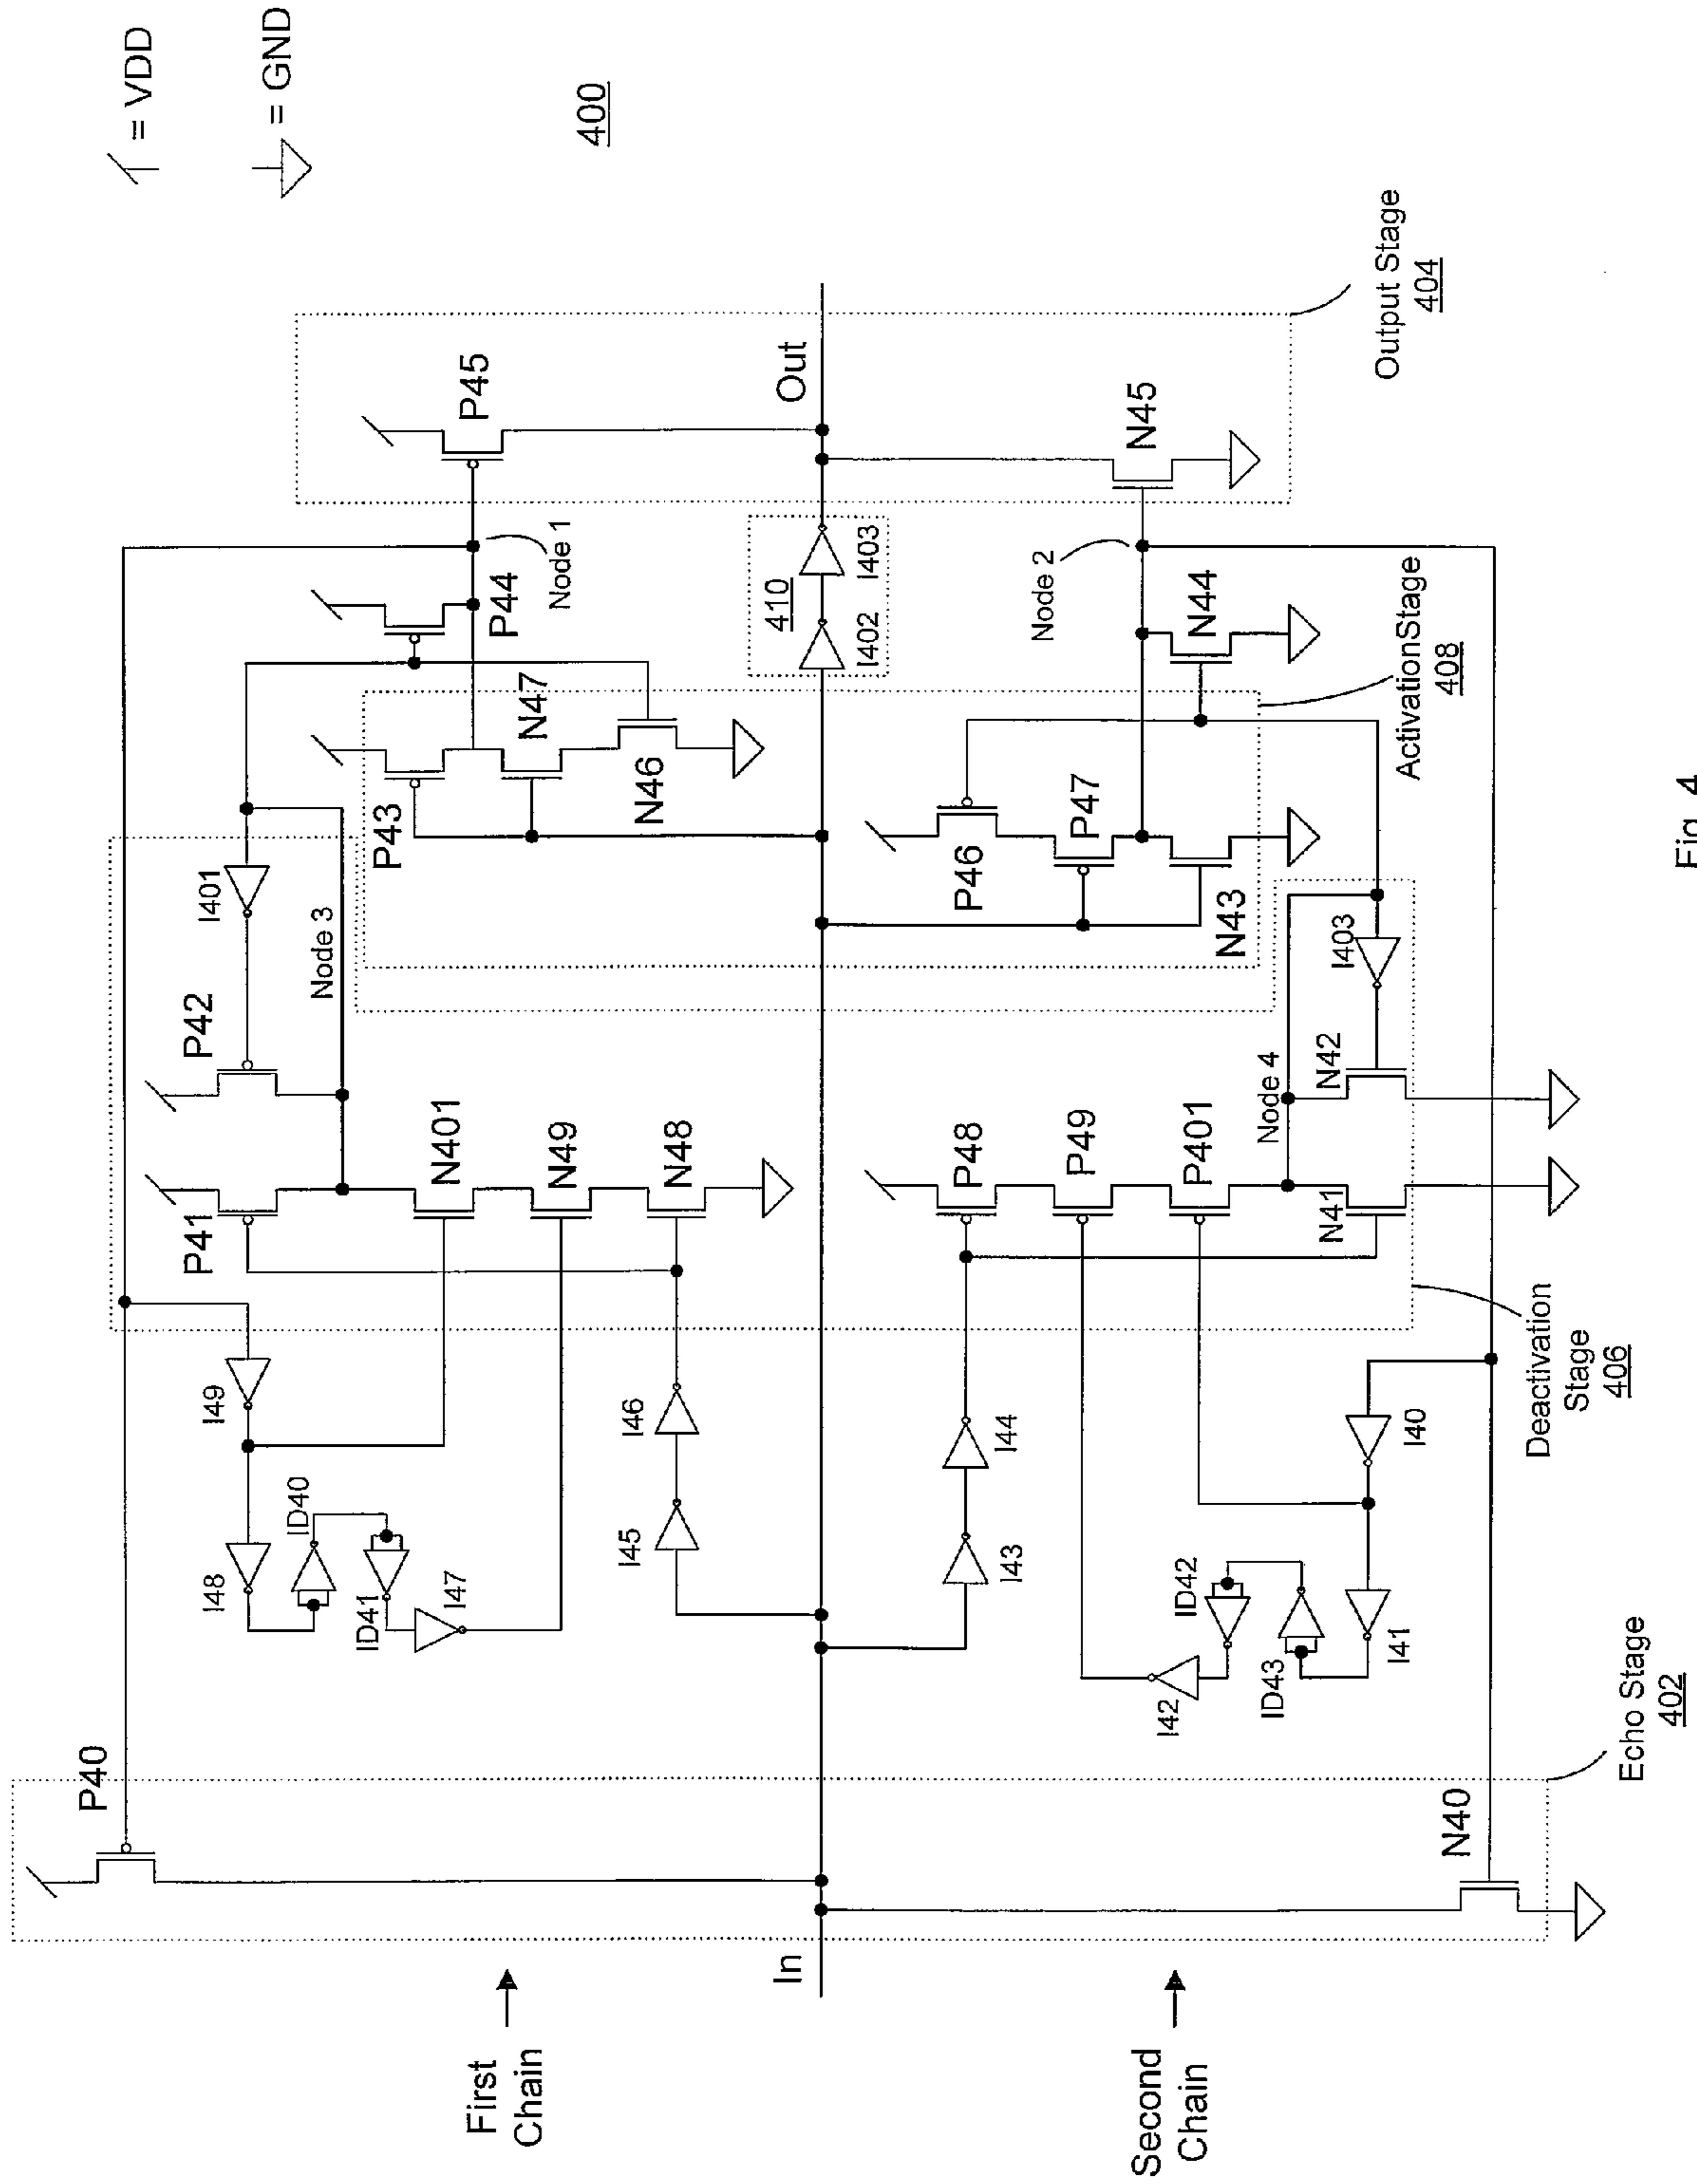 = VDD
= GND
400
P45
P44
Node 1
Out
Output Stage
404
N45
P43
N47
N46
410
I402
I403
Node 2
N44
Activation Stage
408
P46
P47
N43
I401
Node 3
P42
P41
N401
N49
N48
P48
P49
P401
Node 4
N41
N42
I403
Deactivation
Stage
406
I49
I48
ID40
ID41
I47
I46
I45
I44
I43
I40
I41
ID42
ID43
I42
P40
N40
Echo Stage
402
In
First
Chain
Second
Chain
Fig. 4